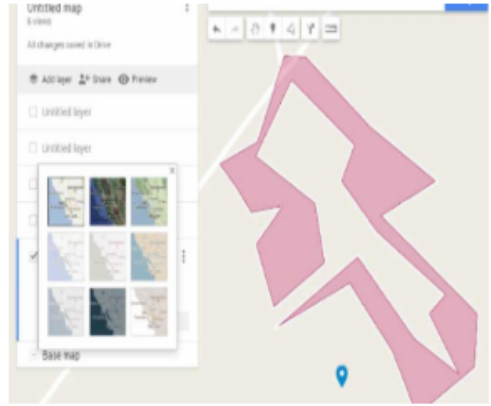 Untitled map
6 views
All changes saved in Drive
Add layer Share Preview
Untitled layer
Untitled layer
Base map